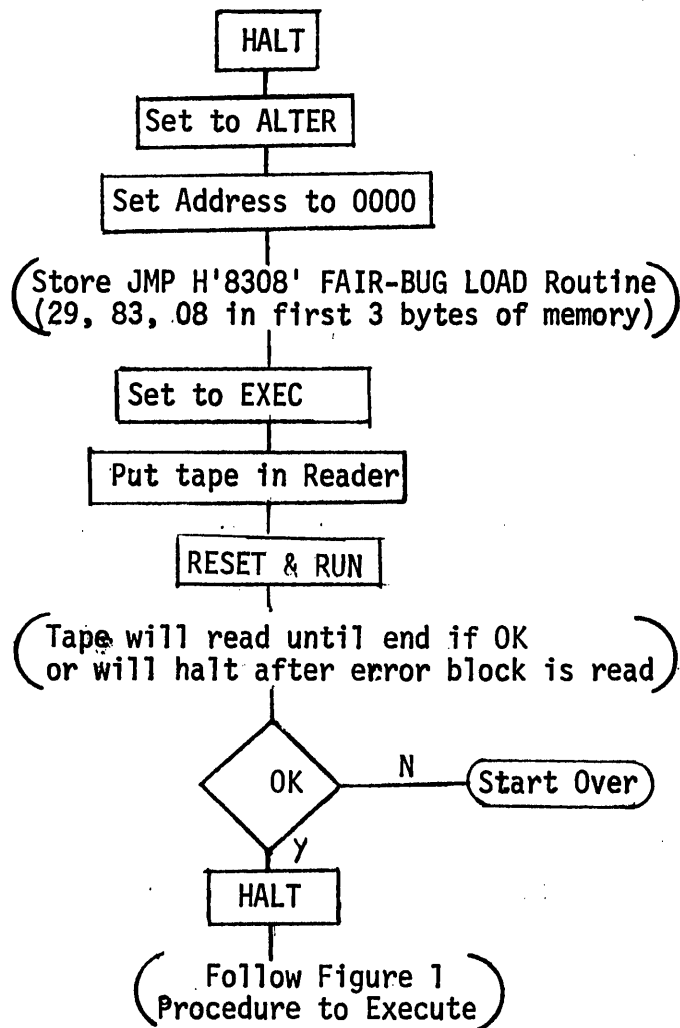 HALT
Set to ALTER
Set Address to 0000
(Store JMP H'8308' FAIR-BUG LOAD Routine
(29, 83, 08 in first 3 bytes of memory))
Set to EXEC
Put tape in Reader
RESET & RUN
(Tape will read until end if OK
or will halt after error block is read)
OK
N
Start Over
Y
HALT
(Follow Figure 1
Procedure to Execute)